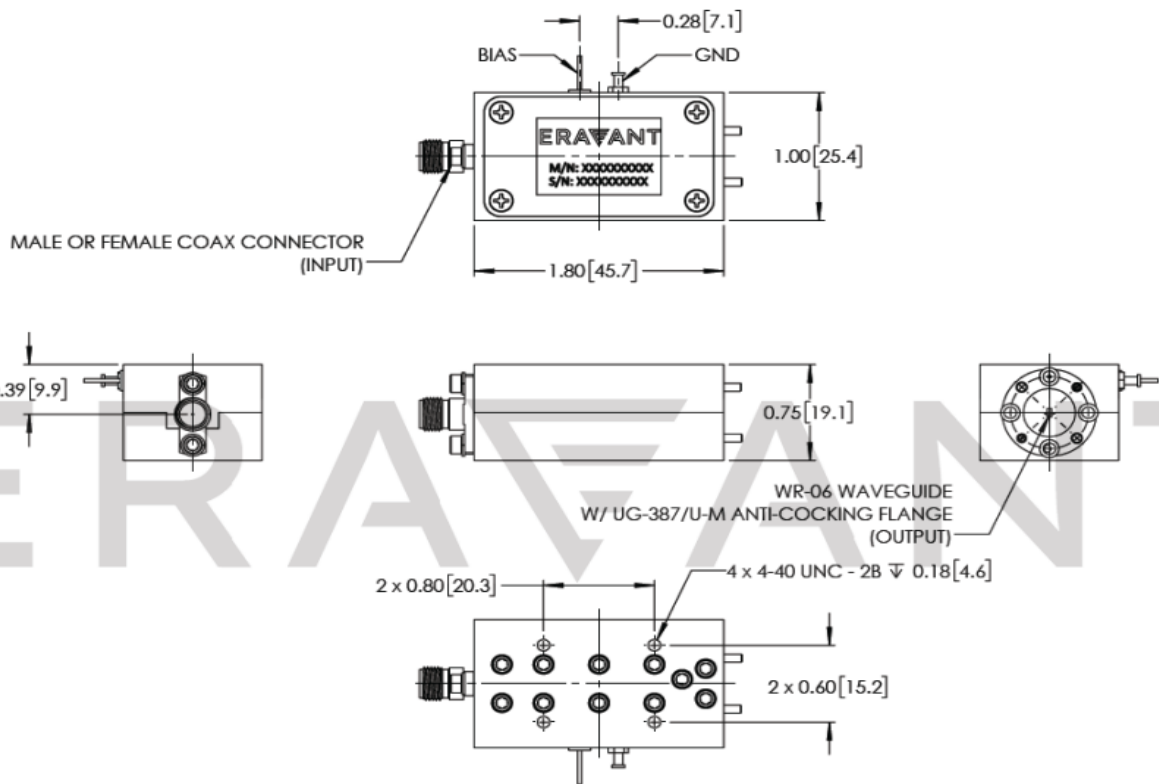 0.28[7.1]
BIAS
GND
ERAVANT
M/N: XXXXXXXXXX
S/N: XXXXXXXXXX
1.00[25.4]
MALE OR FEMALE COAX CONNECTOR
(INPUT)
1.80[45.7]
.39[9.9]
0.75[19.1]
ERAVANT
WR-06 WAVEGUIDE
W/ UG-387/U-M ANTI-COCKING FLANGE
(OUTPUT)
2 x 0.80[20.3]
4 x 4-40 UNC - 2B ↧ 0.18[4.6]
2 x 0.60[15.2]